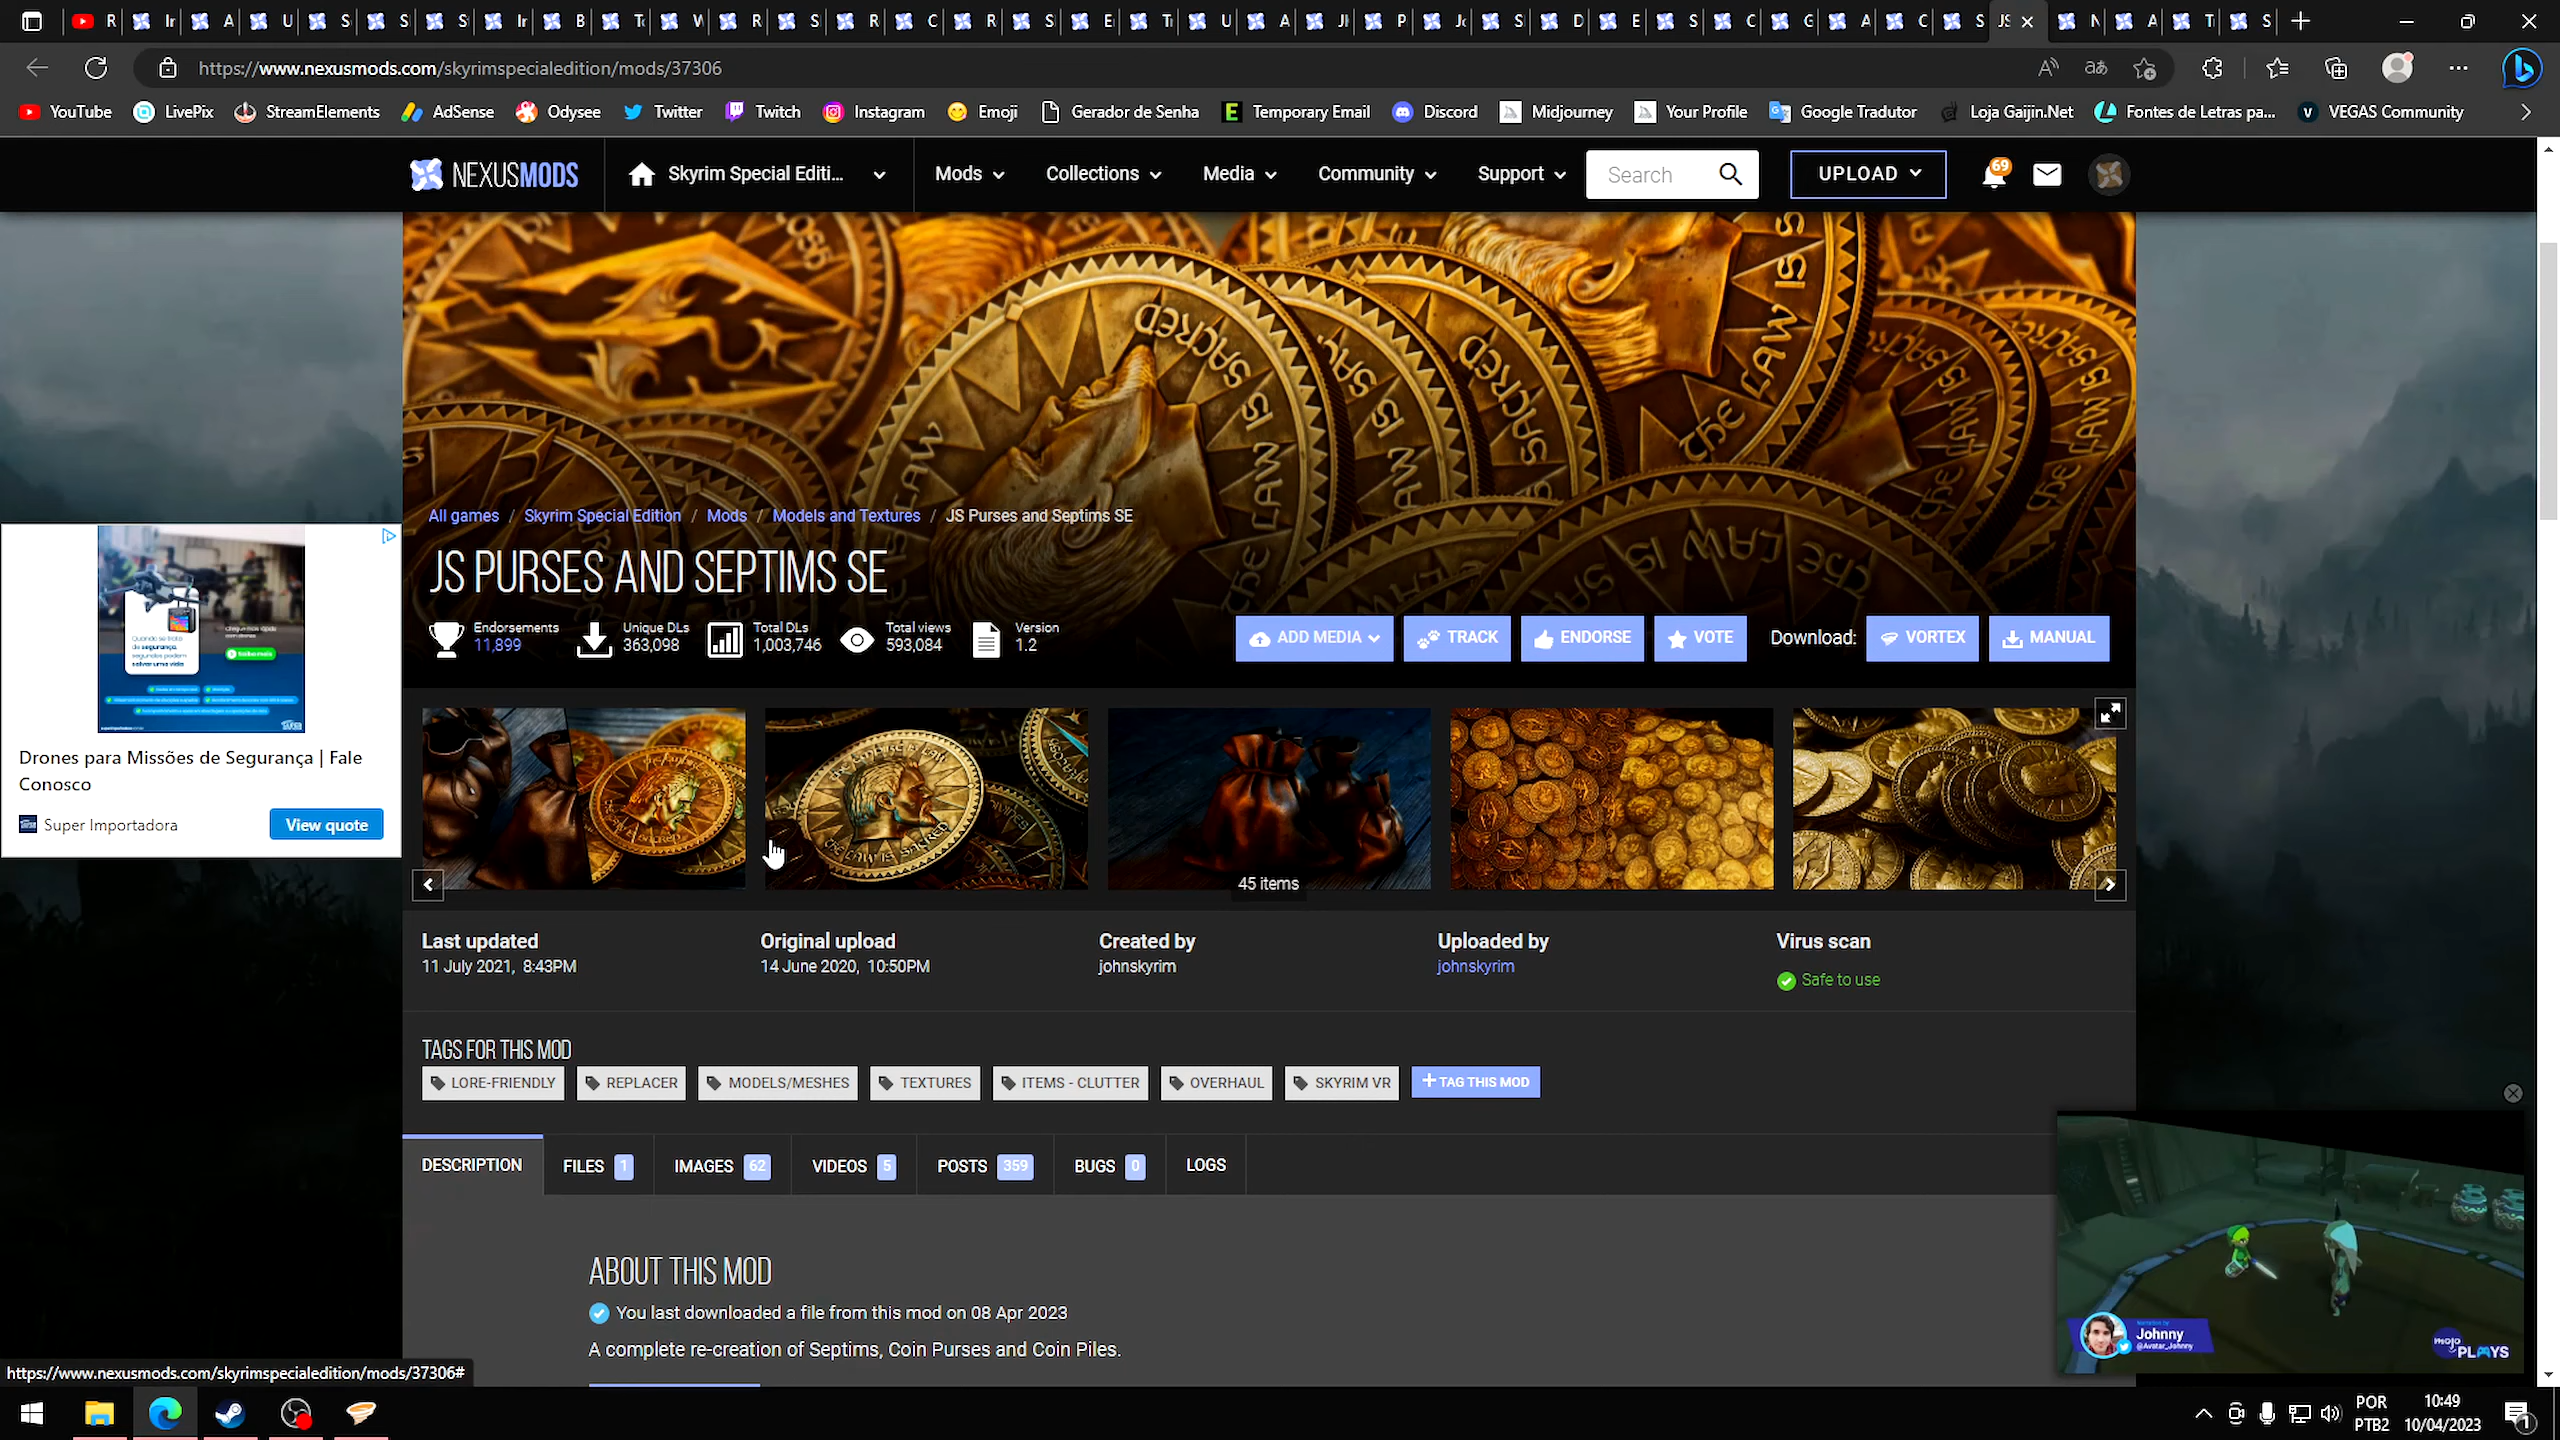 https://www.nexusmods.com/skyrimspecialedition/mods/37306
YouTube LivePix StreamElements AdSense Odysee Twitter Twitch Instagram Emoji Gerador de Senha Temporary Email Discord Midjourney Your Profile Google Tradutor Loja Gaijin.Net Fontes de Letras pa... VEGAS Community
NEXUSMODS Skyrim Special Editi... Mods Collections Media Community Support Search UPLOAD 69
All games / Skyrim Special Edition / Mods / Models and Textures / JS Purses and Septims SE
JS PURSES AND SEPTIMS SE
Endorsements Unique DLs Total DLs Total views Version
11,899 363,098 1,003,746 593,084 1.2
ADD MEDIA TRACK ENDORSE VOTE Download: VORTEX MANUAL
Drones para Missões de Segurança | Fale
Conosco
Super Importadora View quote
45 items
Last updated Original upload Created by Uploaded by Virus scan
11 July 2021, 8:43PM 14 June 2020, 10:50PM johnskyrim johnskyrim Safe to use
TAGS FOR THIS MOD
LORE-FRIENDLY REPLACER MODELS/MESHES TEXTURES ITEMS - CLUTTER OVERHAUL SKYRIM VR + TAG THIS MOD
DESCRIPTION FILES 1 IMAGES 62 VIDEOS 5 POSTS 359 BUGS 0 LOGS
ABOUT THIS MOD
You last downloaded a file from this mod on 08 Apr 2023
A complete re-creation of Septims, Coin Purses and Coin Piles.
Johnny
@Avatar_Johnny
mojo
PLAYS
https://www.nexusmods.com/skyrimspecialedition/mods/37306#
POR 10:49
PTB2 10/04/2023 1